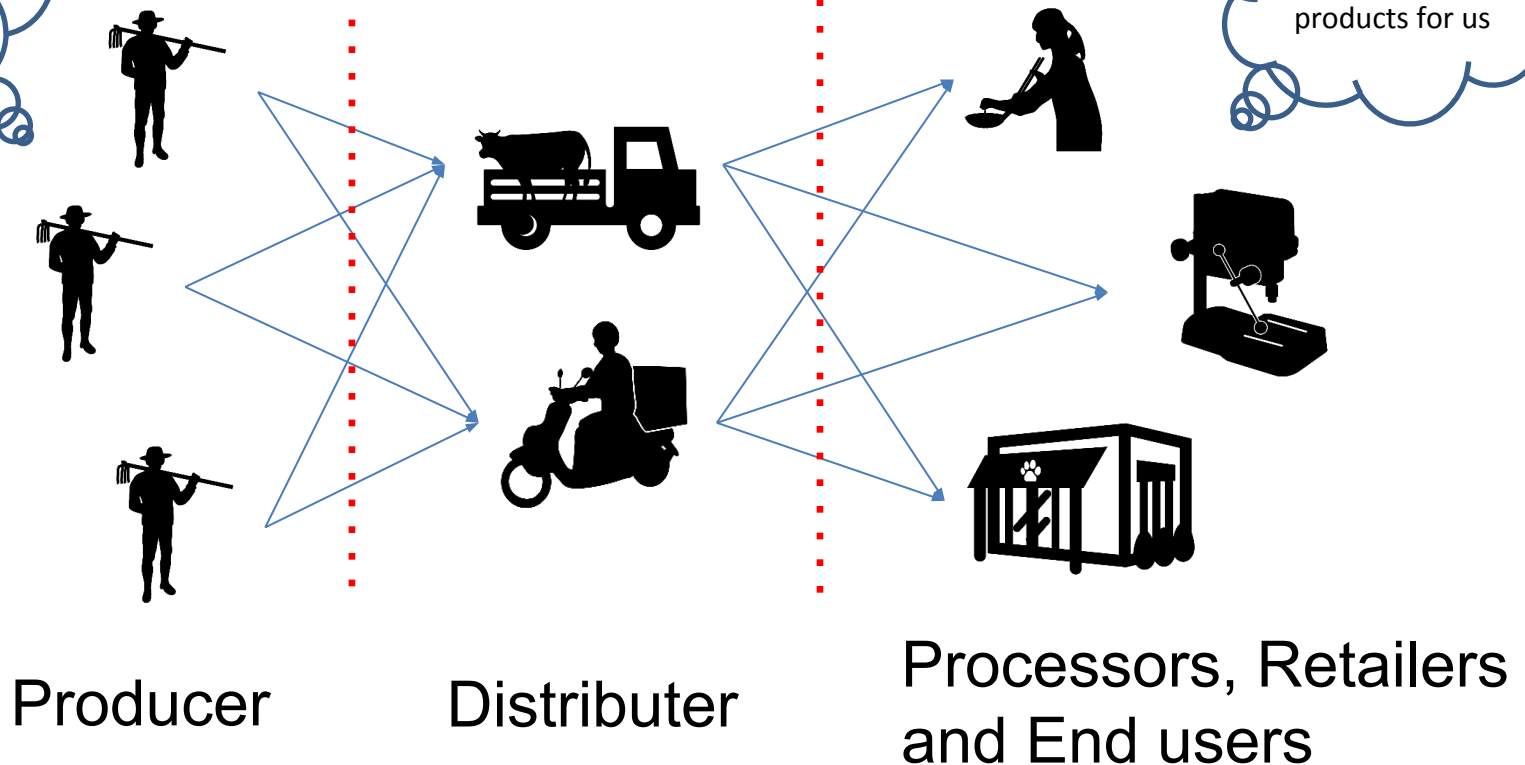 products for us
Producer
Distributer
Processors, Retailers
and End users